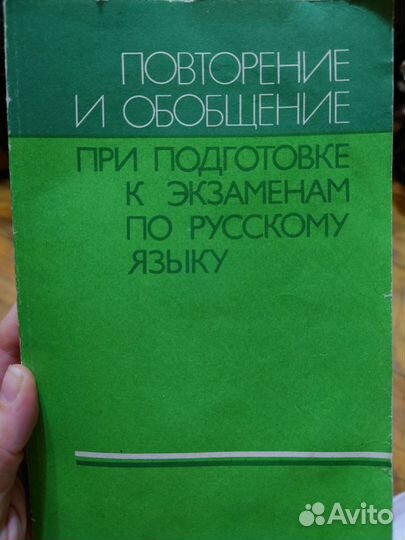 ПОВТОРЕНИЕ
И ОБОБЩЕНИЕ
ПРИ ПОДГОТОВКЕ
К ЭКЗАМЕНАМ
ПО РУССКОМУ
ЯЗЫКУ
Avito